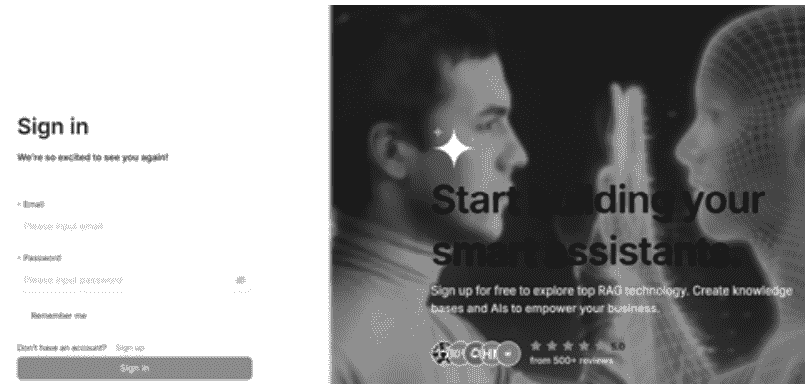 Sign in
We're so excited to see you again!
* Email
Please input email
* Password
Please input password
Remember me
Don't have an account? Sign up
Sign in
Start building your
smart assistants
Sign up for free to explore top RAG technology. Create knowledge
bases and AIs to empower your business.
5.0
from 500+ reviews